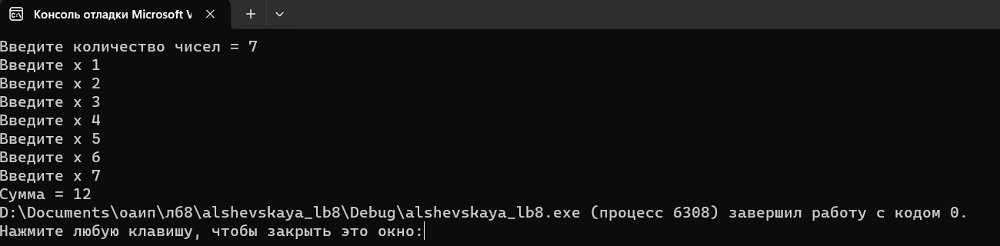 Консоль отладки Microsoft V
Введите количество чисел = 7
Введите x 1
Введите x 2
Введите x 3
Введите x 4
Введите x 5
Введите x 6
Введите x 7
Сумма = 12
D:\Documents\оаип\лб8\alshevskaya_lb8\Debug\alshevskaya_lb8.exe (процесс 6308) завершил работу с кодом 0.
Нажмите любую клавишу, чтобы закрыть это окно: